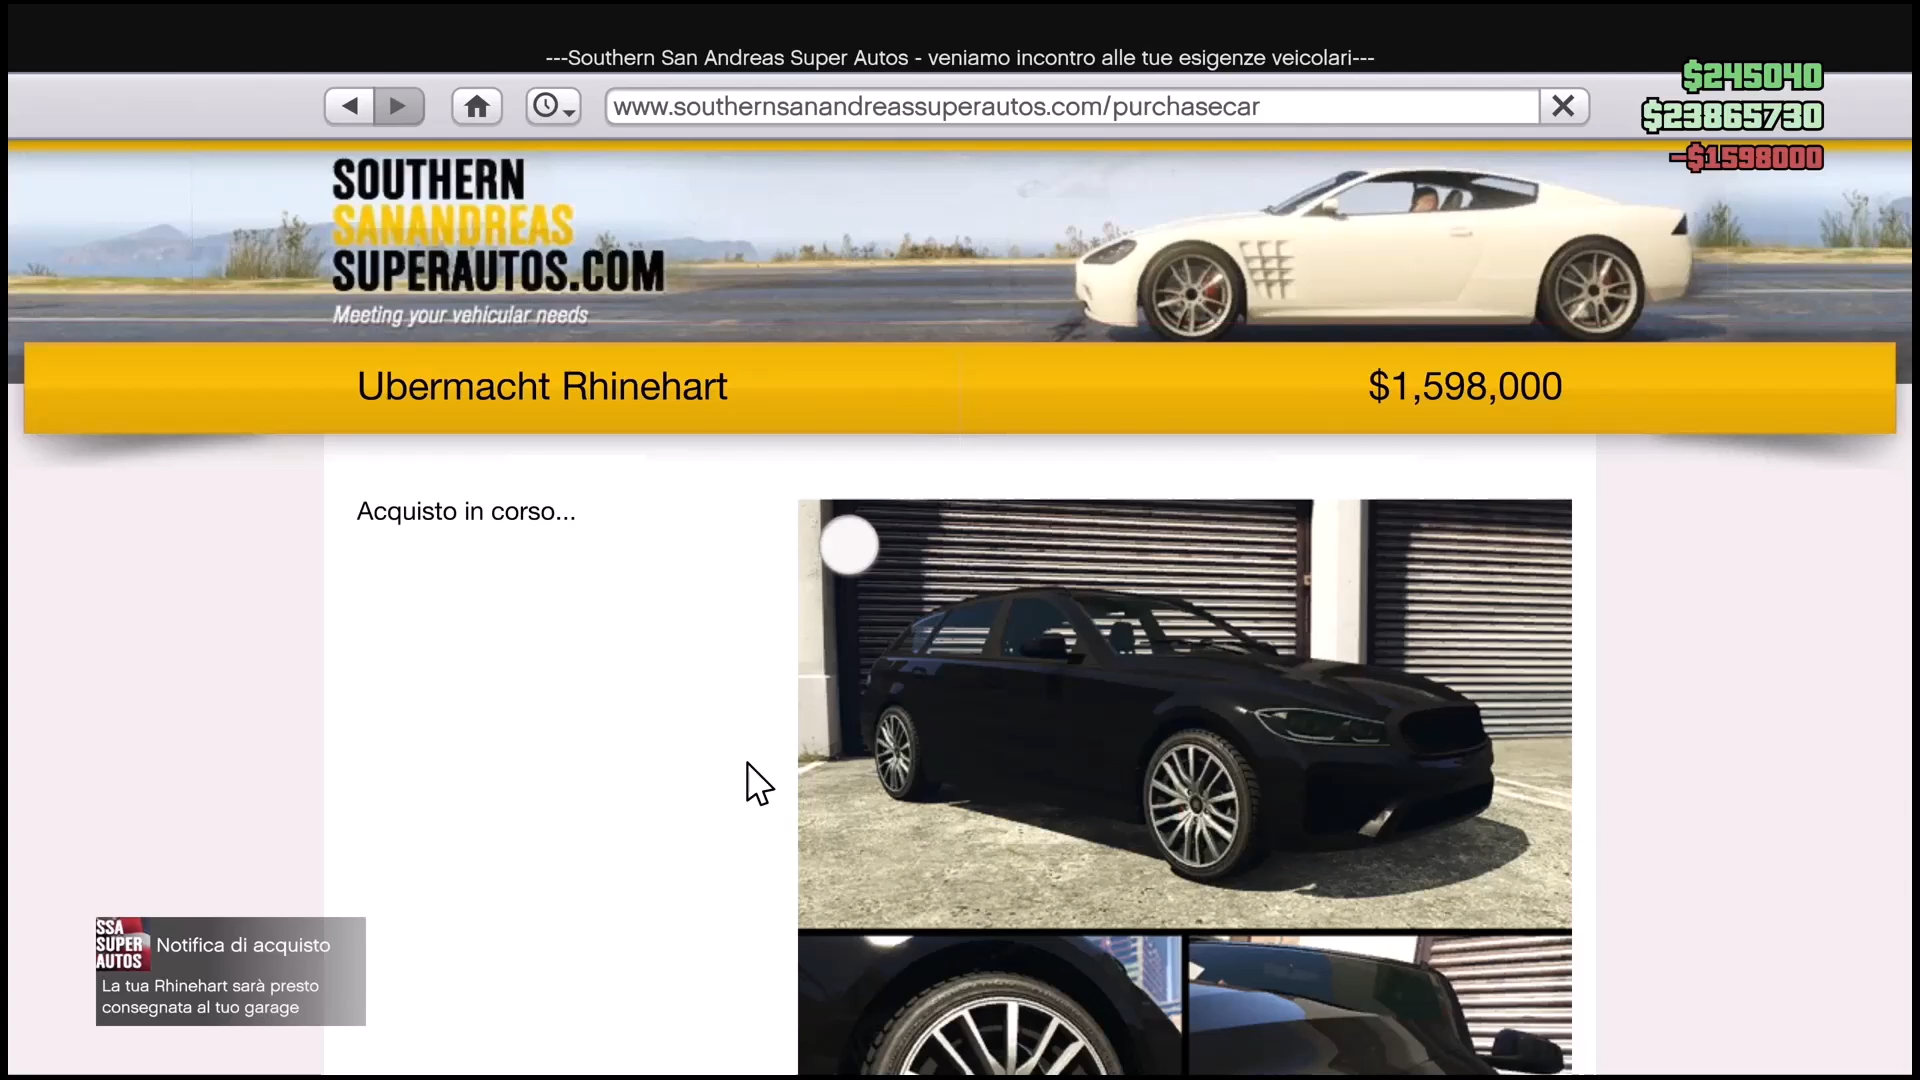 ---Southern San Andreas Super Autos - veniamo incontro alle tue esigenze veicolari---
$245040
www.southernsanandreassuperautos.com/purchasecar
$23865730
-$1598000
SOUTHERN
SANANDREAS
SUPERAUTOS.COM
Meeting your vehicular needs
Ubermacht Rhinehart
$1,598,000
Acquisto in corso...
SSA
SUPER
AUTOS
Notifica di acquisto
La tua Rhinehart sarà presto
consegnata al tuo garage